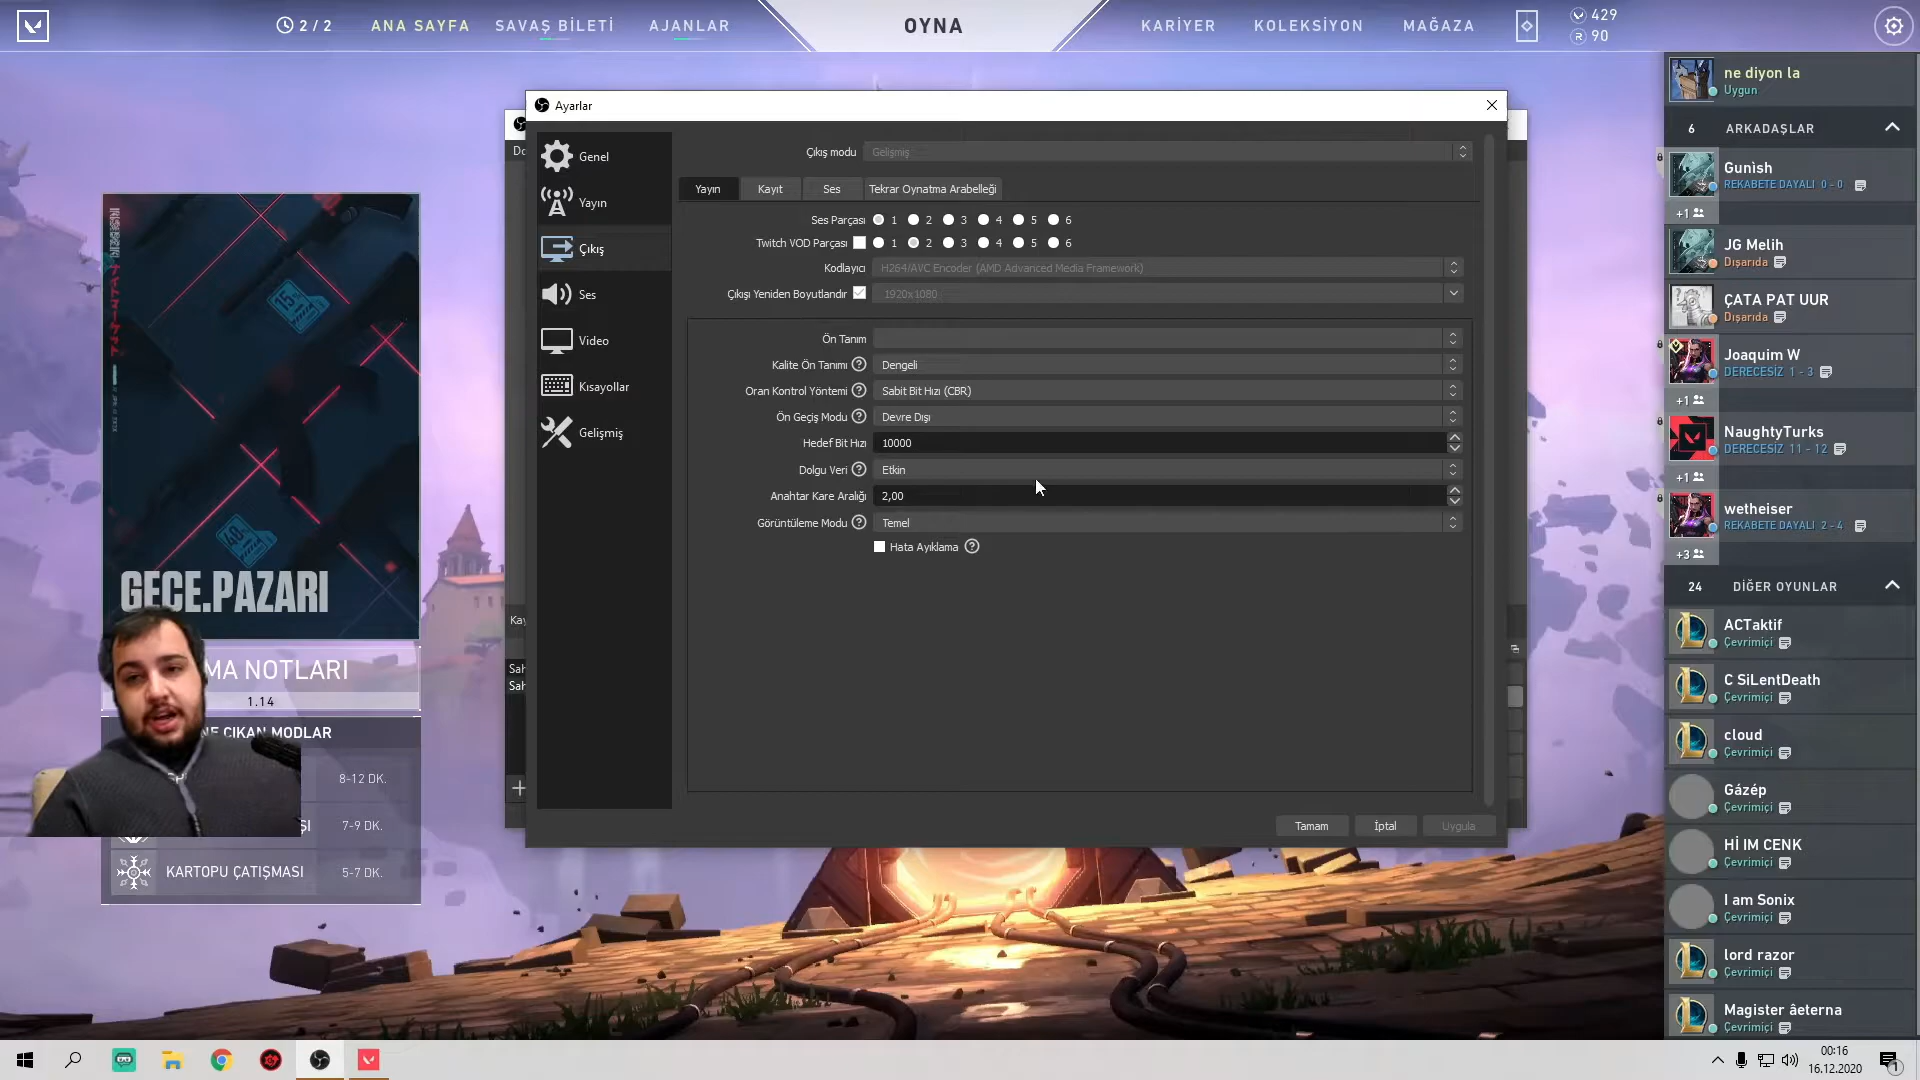 2 / 2
ANA SAYFA
SAVAŞ BİLETİ
AJANLAR
OYNA
KARİYER
KOLEKSİYON
MAĞAZA
429
90
GECE.PAZARI
MA NOTLARI
1.14
NE ÇIKAN MODLAR
8-12 DK.
7-9 DK.
KARTOPU ÇATIŞMASI
5-7 DK.
Ayarlar
Genel
Yayın
Çıkış
Ses
Video
Kısayollar
Gelişmiş
Çıkış modu
Gelişmiş
Yayın
Kayıt
Ses
Tekrar Oynatma Arabelleği
Ses Parçası 1 2 3 4 5 6
Twitch VOD Parçası 1 2 3 4 5 6
Kodlayıcı H264/AVC Encoder (AMD Advanced Media Framework)
Çıkışı Yeniden Boyutlandır 1920x1080
Ön Tanım
Kalite Ön Tanımı ? Dengeli
Oran Kontrol Yöntemi ? Sabit Bit Hızı (CBR)
Ön Geçiş Modu ? Devre Dışı
Hedef Bit Hızı 10000
Dolgu Veri ? Etkin
Anahtar Kare Aralığı 2,00
Görüntüleme Modu ? Temel
Hata Ayıklama ?
Tamam
İptal
Uygula
Do
Kay
Sah
Sah
ne diyon la
Uygun
6 ARKADAŞLAR
Gunìsh
REKABETE DAYALI 0 - 0
+1
JG Melih
Dışarıda
ÇATA PAT UUR
Dışarıda
Joaquim W
DERECESİZ 1 - 3
+1
NaughtyTurks
DERECESİZ 11 - 12
+1
wetheiser
REKABETE DAYALI 2 - 4
+3
24 DİĞER OYUNLAR
ACTaktif
Çevrimiçi
C SiLentDeath
Çevrimiçi
cloud
Çevrimiçi
Gázép
Çevrimiçi
Hİ IM CENK
Çevrimiçi
I am Sonix
Çevrimiçi
lord razor
Çevrimiçi
Magister âeterna
Çevrimiçi
00:16
16.12.2020
1